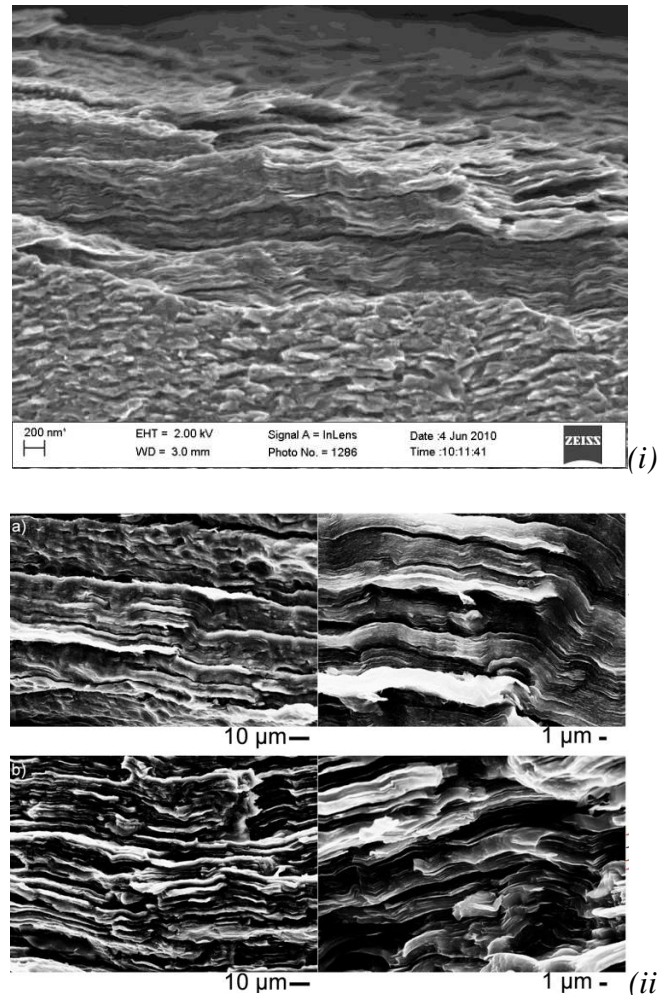 200 nm EHT = 2.00 kV Signal A = InLens Date :4 Jun 2010 ZEISS
WD = 3.0 mm Photo No. = 1286 Time :10:11:41
(i)
a)
10 µm 1 µm
b)
10 µm 1 µm (ii